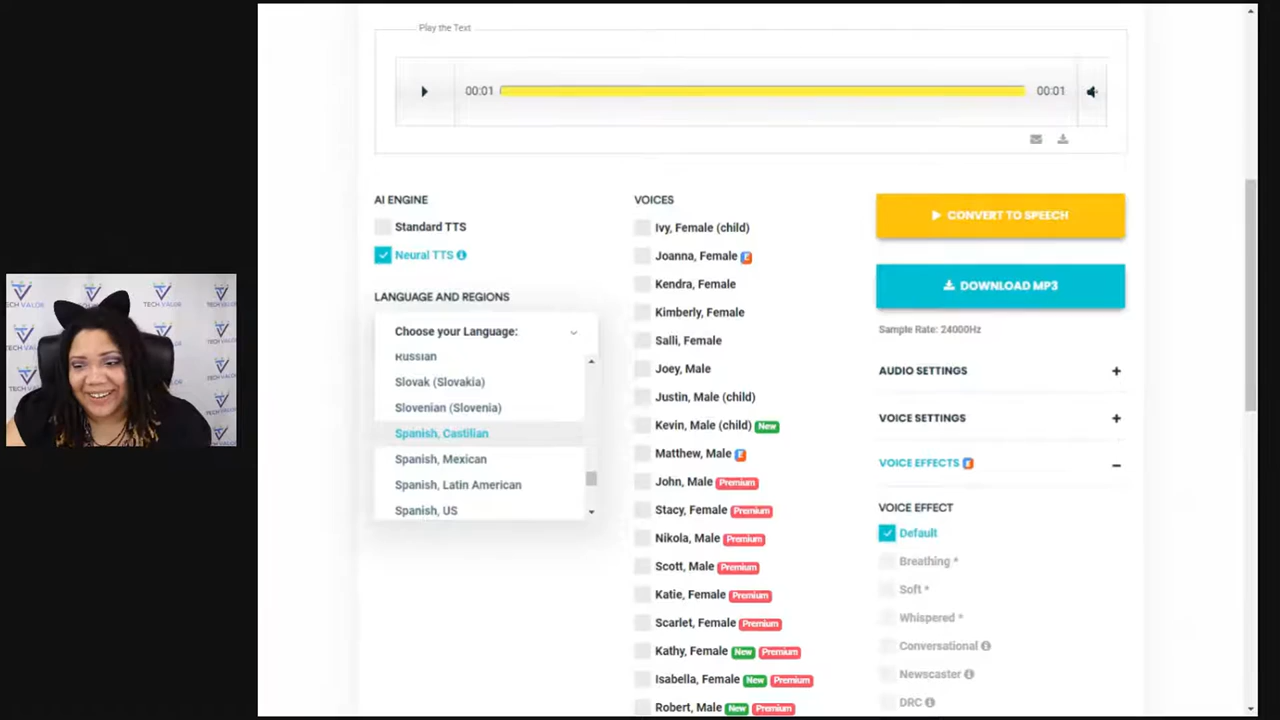 Play the Text
00:01
00:01
AI ENGINE
Standard TTS
Neural TTS
LANGUAGE AND REGIONS
Choose your Language:
Russian
Slovak (Slovakia)
Slovenian (Slovenia)
Spanish, Castilian
Spanish, Mexican
Spanish, Latin American
Spanish, US
VOICES
Ivy, Female (child)
Joanna, Female E
Kendra, Female
Kimberly, Female
Salli, Female
Joey, Male
Justin, Male (child)
Kevin, Male (child) New
Matthew, Male E
John, Male Premium
Stacy, Female Premium
Nikola, Male Premium
Scott, Male Premium
Katie, Female Premium
Scarlet, Female Premium
Kathy, Female New Premium
Isabella, Female New Premium
Robert, Male New Premium
CONVERT TO SPEECH
DOWNLOAD MP3
Sample Rate: 24000Hz
AUDIO SETTINGS +
VOICE SETTINGS +
VOICE EFFECTS E −
VOICE EFFECT
Default
Breathing *
Soft *
Whispered *
Conversational
Newscaster
DRC
TECH VALOR